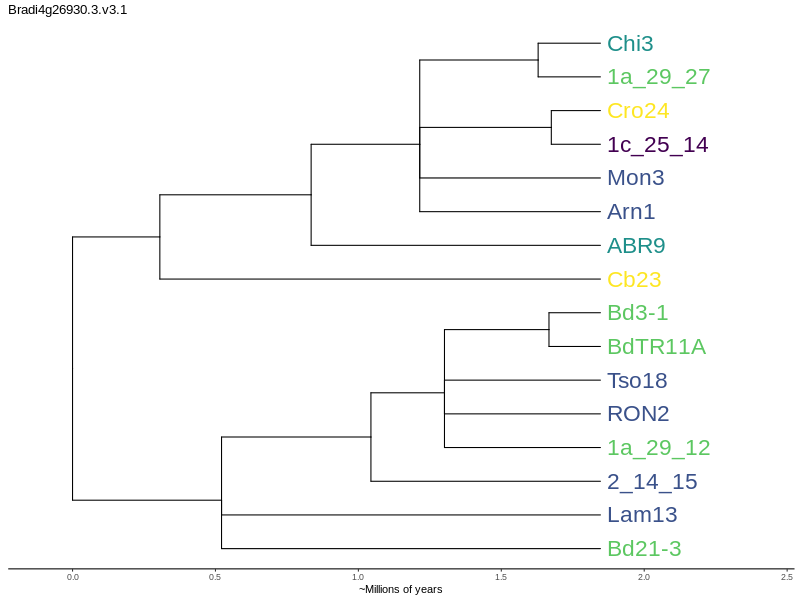 Bradi4g26930.3.v3.1
Chi3
1a_29_27
Cro24
1c_25_14
Mon3
Arn1
ABR9
Cb23
Bd3-1
BdTR11A
Tso18
RON2
1a_29_12
2_14_15
Lam13
Bd21-3
0.0 0.5 1.0 1.5 2.0 2.5
~Millions of years